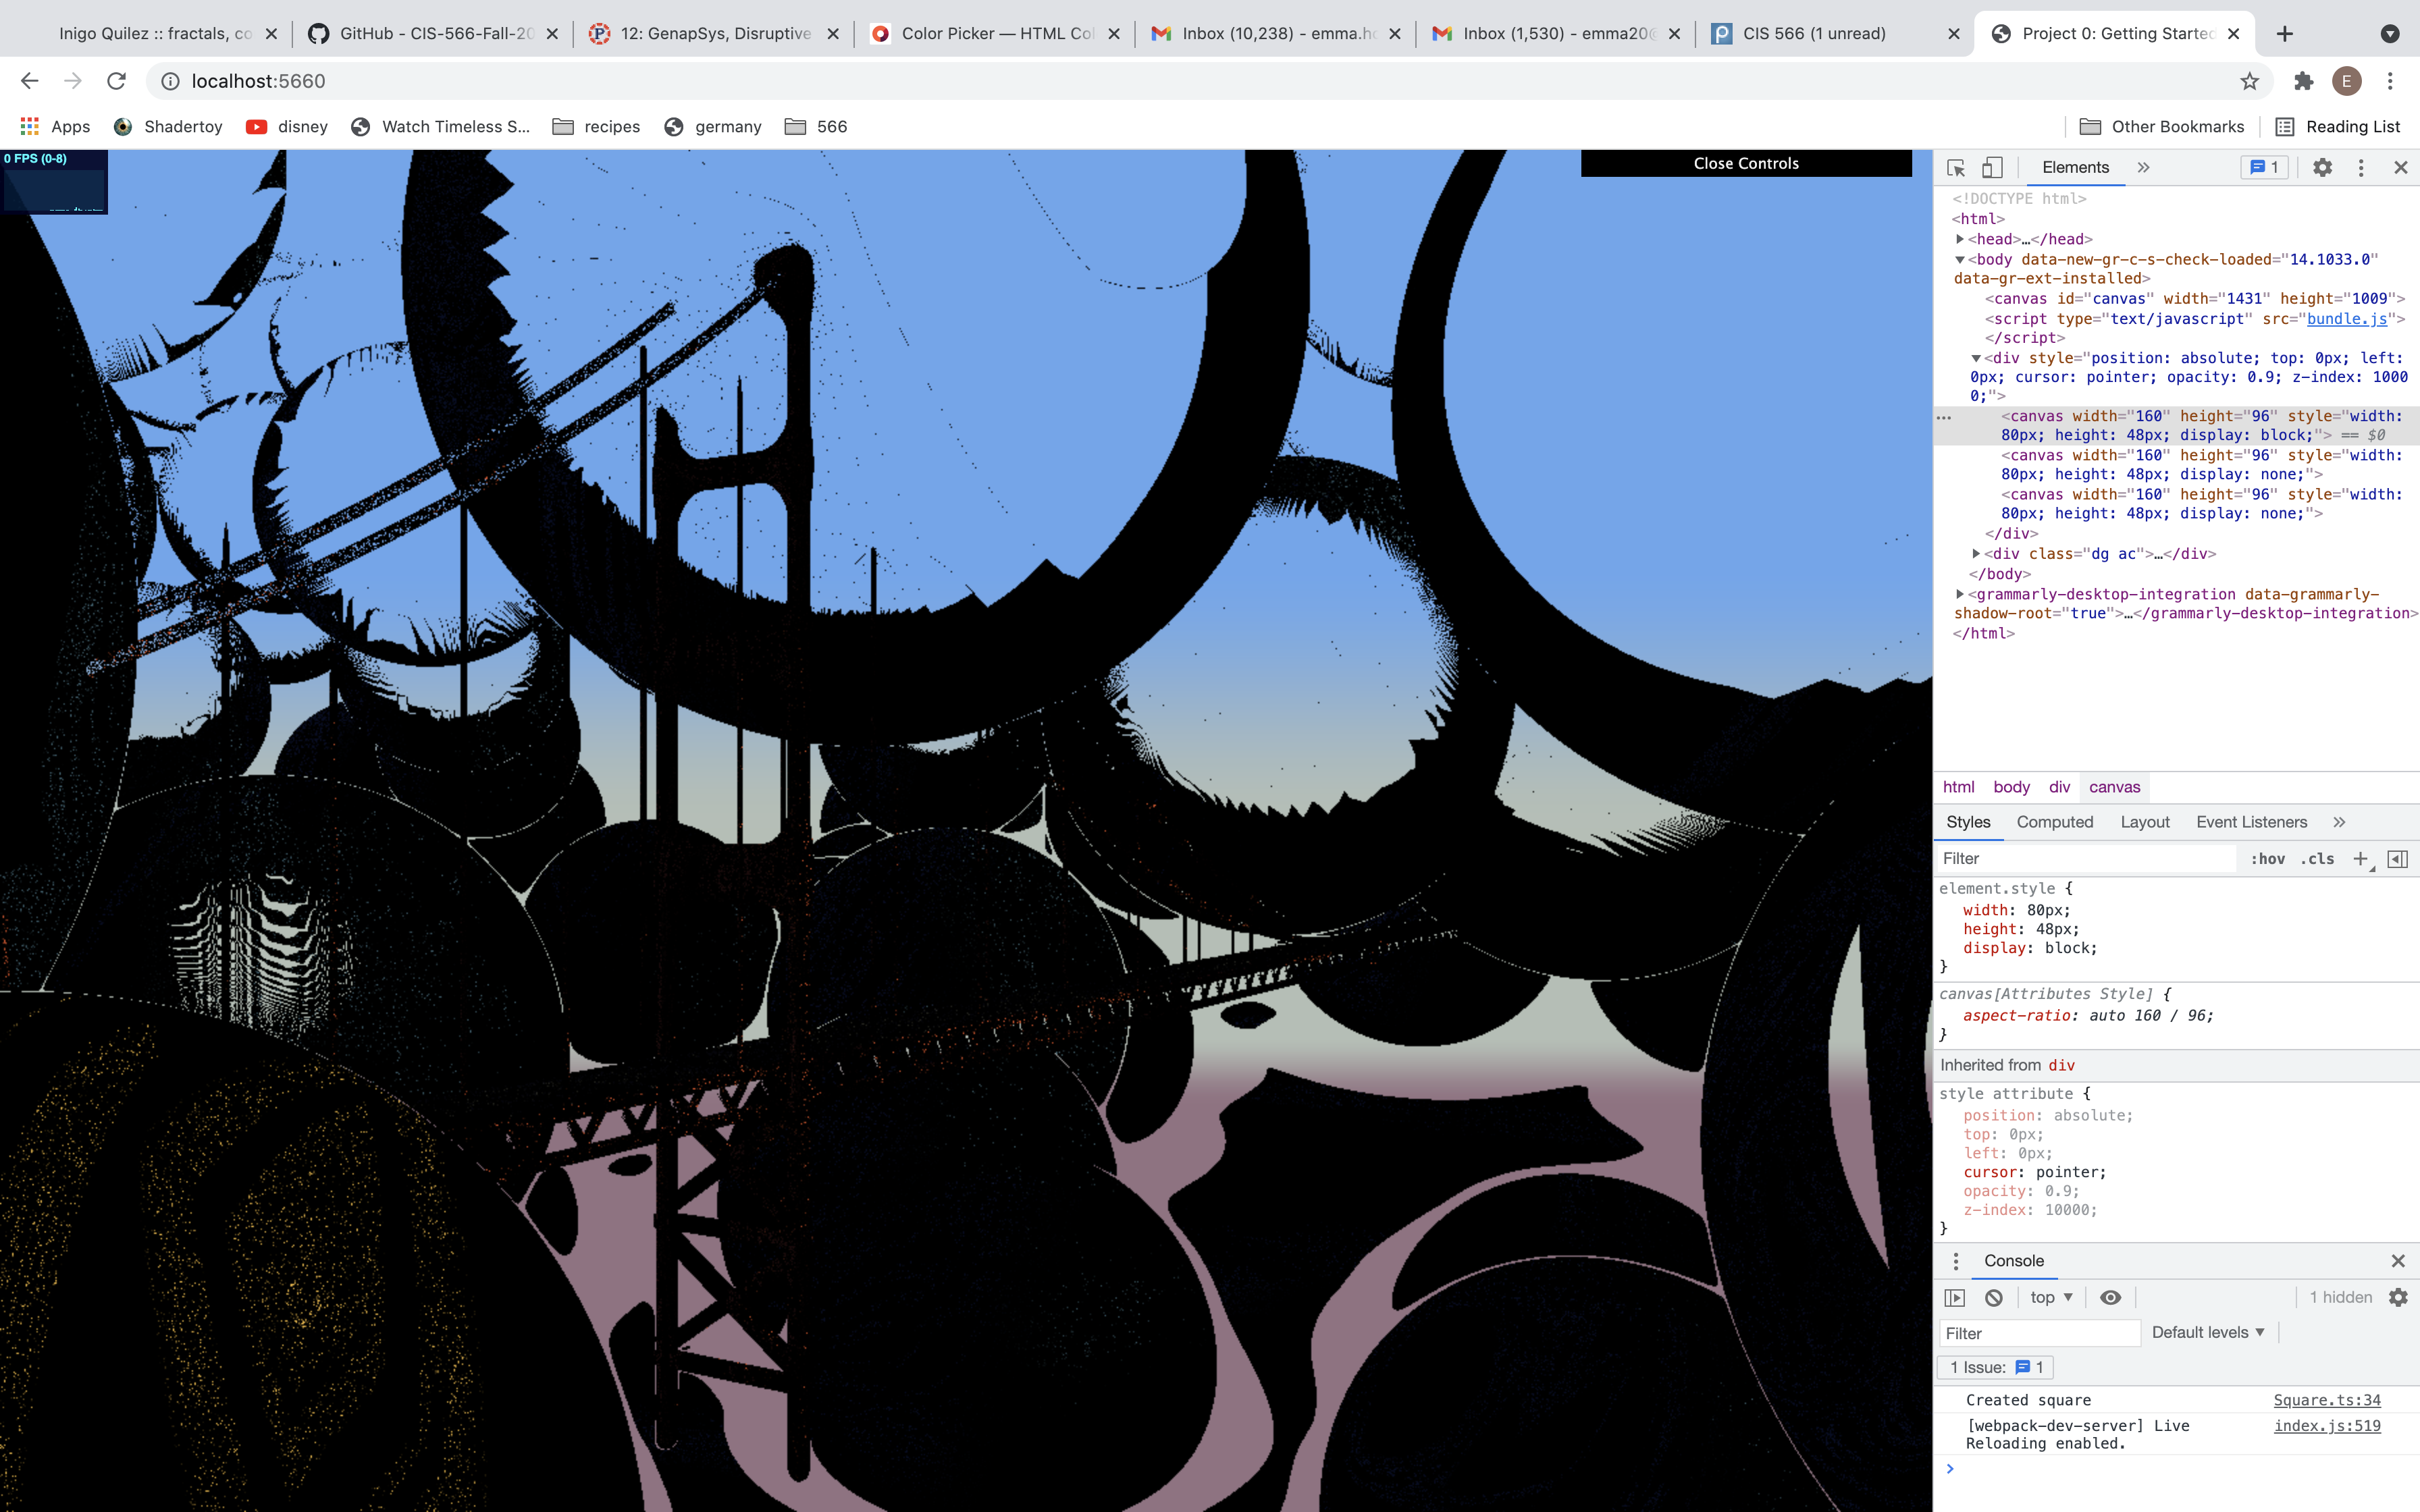 Inigo Quilez :: fractals, co
GitHub - CIS-566-Fall-20
12: GenapSys, Disruptive
Color Picker — HTML Col
Inbox (10,238) - emma.ho
Inbox (1,530) - emma20@
CIS 566 (1 unread)
Project 0: Getting Started
localhost:5660
E
Apps
Shadertoy
disney
Watch Timeless S...
recipes
germany
566
Other Bookmarks
Reading List
0 FPS (0-8)
Close Controls
Elements
1
<!DOCTYPE html>
<html>
<head>…</head>
<body data-new-gr-c-s-check-loaded="14.1033.0"
data-gr-ext-installed>
<canvas id="canvas" width="1431" height="1009">
<script type="text/javascript" src="bundle.js">
</script>
<div style="position: absolute; top: 0px; left:
0px; cursor: pointer; opacity: 0.9; z-index: 1000
0;">
<canvas width="160" height="96" style="width:
80px; height: 48px; display: block;"> == $0
<canvas width="160" height="96" style="width:
80px; height: 48px; display: none;">
<canvas width="160" height="96" style="width:
80px; height: 48px; display: none;">
</div>
<div class="dg ac">…</div>
</body>
<grammarly-desktop-integration data-grammarly-
shadow-root="true">…</grammarly-desktop-integration>
</html>
html body div canvas
Styles Computed Layout Event Listeners
Filter
:hov .cls
element.style {
width: 80px;
height: 48px;
display: block;
}
canvas[Attributes Style] {
aspect-ratio: auto 160 / 96;
}
Inherited from div
style attribute {
position: absolute;
top: 0px;
left: 0px;
cursor: pointer;
opacity: 0.9;
z-index: 10000;
}
Console
top
1 hidden
Filter
Default levels
1 Issue: 1
Created square Square.ts:34
[webpack-dev-server] Live index.js:519
Reloading enabled.